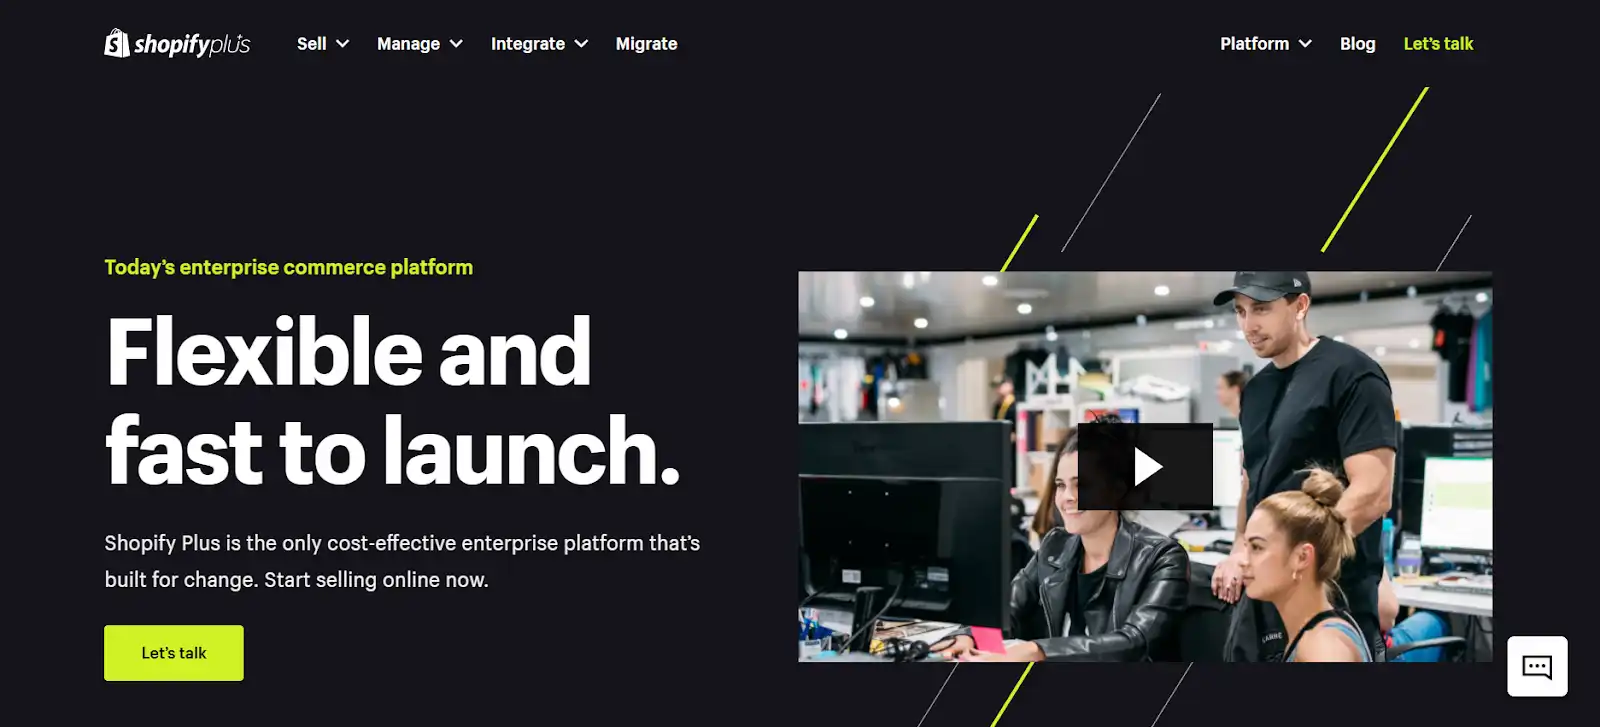 shopifyplus
Sell
Manage
Integrate
Migrate
Platform
Blog
Let's talk
Today's enterprise commerce platform
Flexible and
fast to launch.
Shopify Plus is the only cost-effective enterprise platform that's
built for change. Start selling online now.
Let's talk